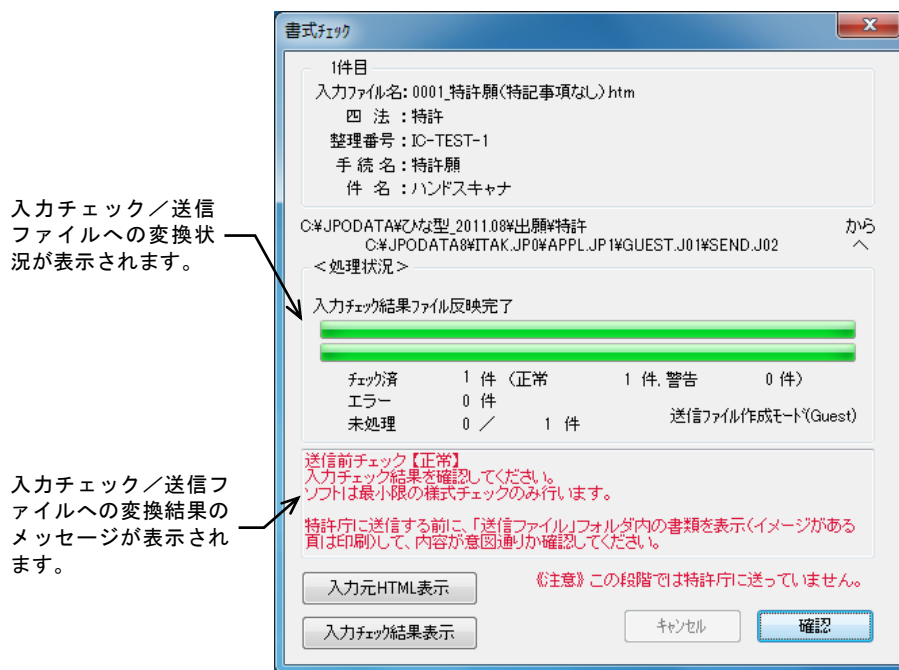 書式ﾁｪｯｸ
1件目
入力ﾌｧｲﾙ名：0001_特許願(特記事項なし).htm
四 法 ：特許
整理番号：IC-TEST-1
手 続 名：特許願
件 名 ：ハンドスキャナ
C:¥JPODATA¥ひな型_2011.08¥出願¥特許 から
C:¥JPODATA8¥ITAK.JP0¥APPL.JP1¥GUEST.J01¥SEND.J02 へ
＜処理状況＞
入力ﾁｪｯｸ結果ﾌｧｲﾙ反映完了
ﾁｪｯｸ済 1 件 (正常 1 件, 警告 0 件)
エラー 0 件
未処理 0 ／ 1 件 送信ﾌｧｲﾙ作成ﾓｰﾄﾞ(Guest)
送信前チェック【正常】
入力チェック結果を確認してください。
ソフトは最小限の様式チェックのみ行います。
特許庁に送信する前に、「送信ファイル」フォルダ内の書類を表示(イメージがある
頁は印刷)して、内容が意図通りか確認してください。
入力元HTML表示
《注意》この段階では特許庁に送っていません。
入力ﾁｪｯｸ結果表示
ｷｬﾝｾﾙ
確認
入力チェック／送信
ファイルへの変換状
況が表示されます。
入力チェック／送信フ
ァイルへの変換結果の
メッセージが表示され
ます。